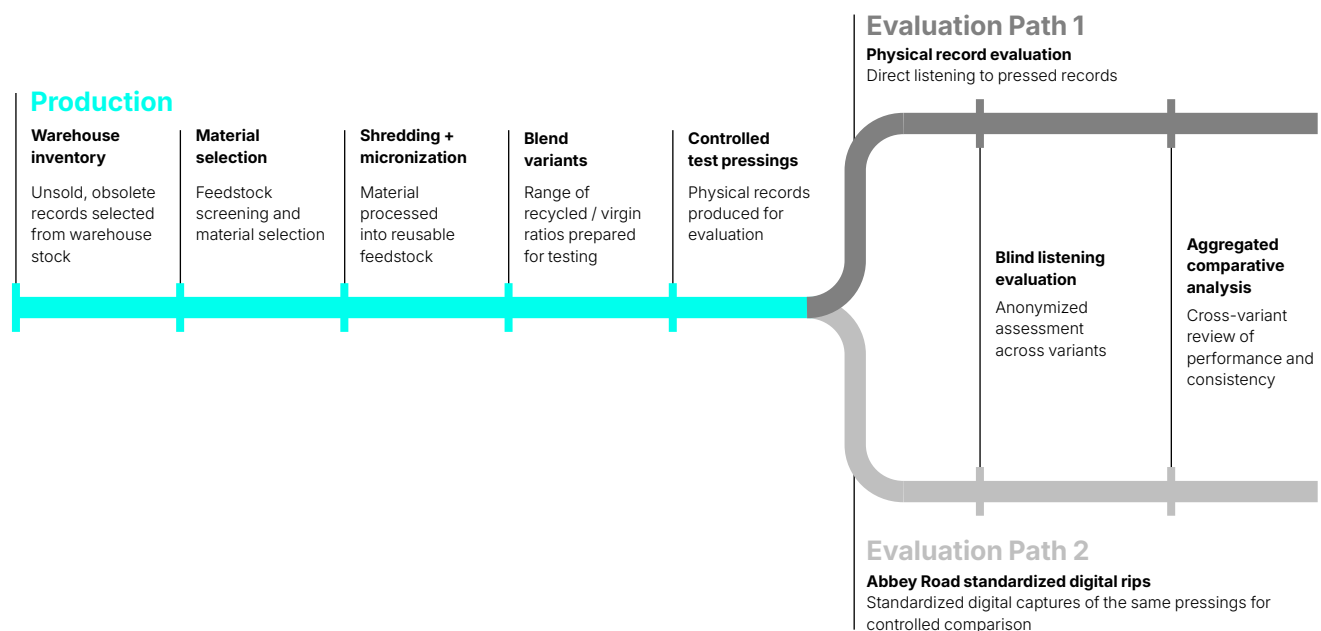 Production
Warehouse
inventory
Unsold, obsolete
records selected
from warehouse
stock
Material
selection
Feedstock
screening and
material selection
Shredding +
micronization
Material
processed
into reusable
feedstock
Blend
variants
Range of
recycled / virgin
ratios prepared
for testing
Controlled
test pressings
Physical records
produced for
evaluation
Evaluation Path 1
Physical record evaluation
Direct listening to pressed records
Blind listening
evaluation
Anonymized
assessment
across variants
Aggregated
comparative
analysis
Cross-variant
review of
performance and
consistency
Evaluation Path 2
Abbey Road standardized digital rips
Standardized digital captures of the same pressings for
controlled comparison